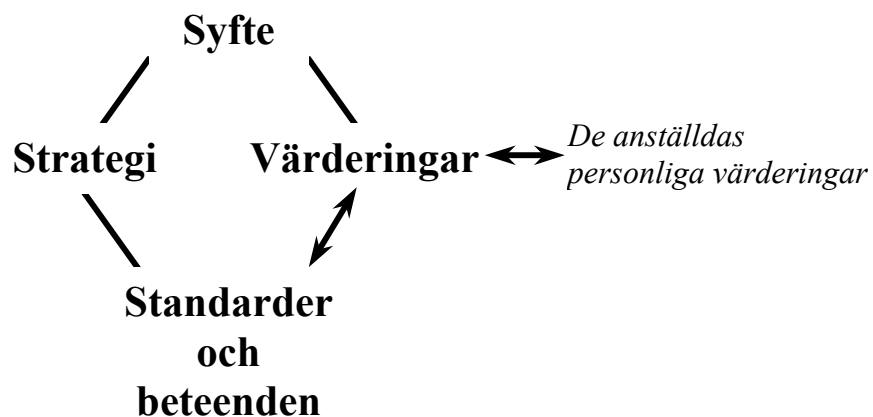 Syfte
Strategi
Värderingar
De anställdas
personliga värderingar
Standarder
och
beteenden